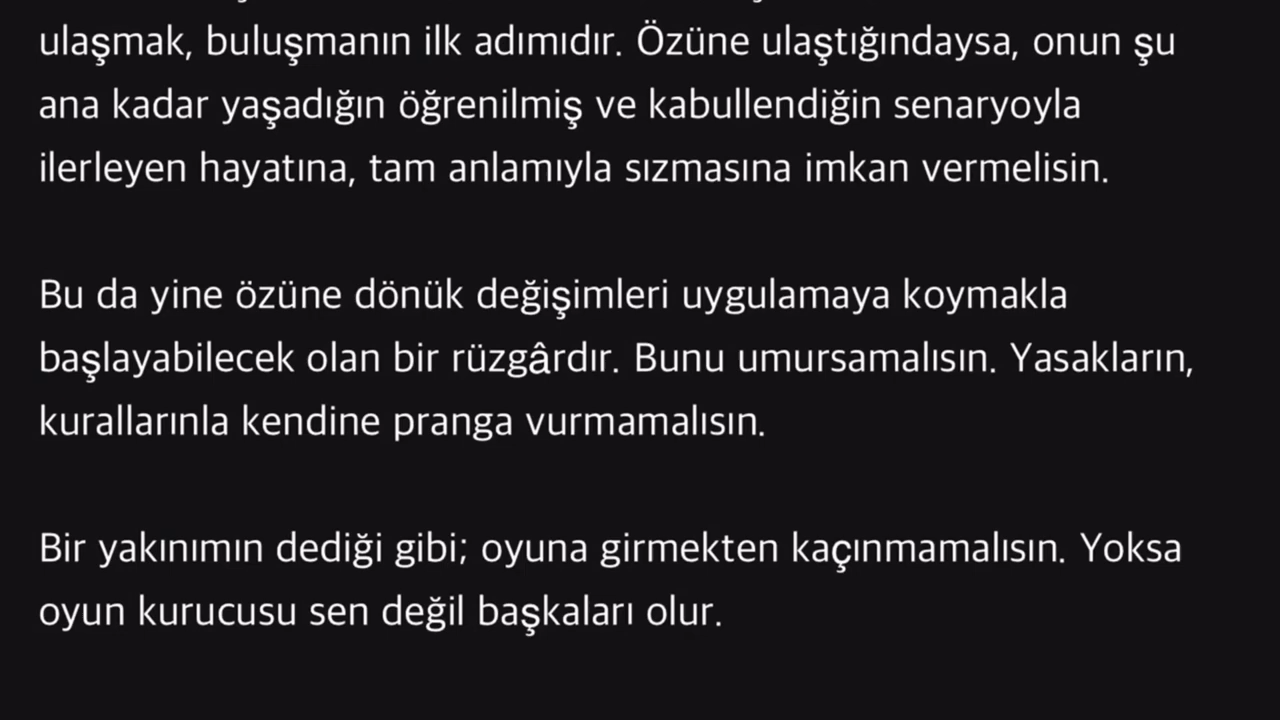 ulaşmak, buluşmanın ilk adımıdır. Özüne ulaştığındaysa, onun şu
ana kadar yaşadığın öğrenilmiş ve kabullendiğin senaryoyla
ilerleyen hayatına, tam anlamıyla sızmasına imkan vermelisin.
Bu da yine özüne dönük değişimleri uygulamaya koymakla
başlayabilecek olan bir rüzgârdır. Bunu umursamalısın. Yasakların,
kurallarınla kendine pranga vurmamalısın.
Bir yakınımın dediği gibi; oyuna girmekten kaçınmamalısın. Yoksa
oyun kurucusu sen değil başkaları olur.